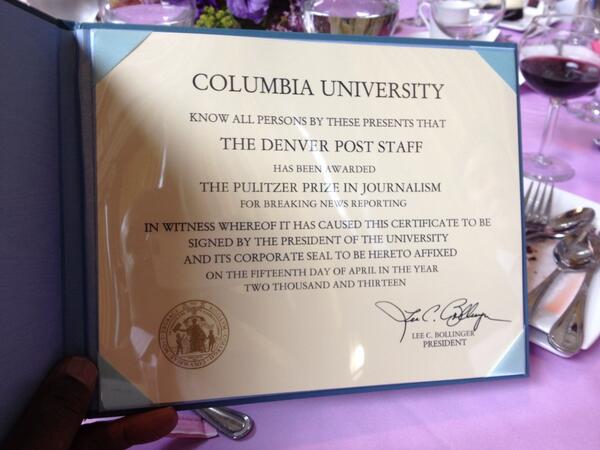 COLUMBIA UNIVERSITY
KNOW ALL PERSONS BY THESE PRESENTS THAT
THE DENVER POST STAFF
HAS BEEN AWARDED
THE PULITZER PRIZE IN JOURNALISM
FOR BREAKING NEWS REPORTING
IN WITNESS WHEREOF IT HAS CAUSED THIS CERTIFICATE TO BE
SIGNED BY THE PRESIDENT OF THE UNIVERSITY
AND ITS CORPORATE SEAL TO BE HERETO AFFIXED
ON THE FIFTEENTH DAY OF APRIL IN THE YEAR
TWO THOUSAND AND THIRTEEN
Lee C. Bollinger
LEE C. BOLLINGER
PRESIDENT